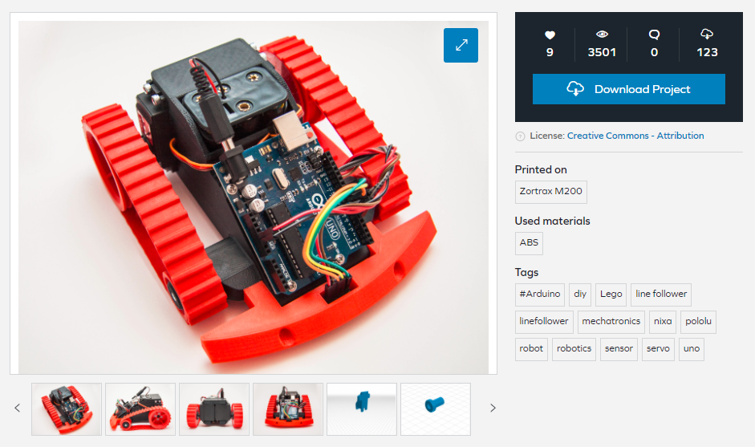 UNO
9
3501
0
123
Download Project
License: Creative Commons - Attribution
Printed on
Zortrax M200
Used materials
ABS
Tags
#Arduino
diy
Lego
line follower
linefollower
mechatronics
nixa
pololu
robot
robotics
sensor
servo
uno